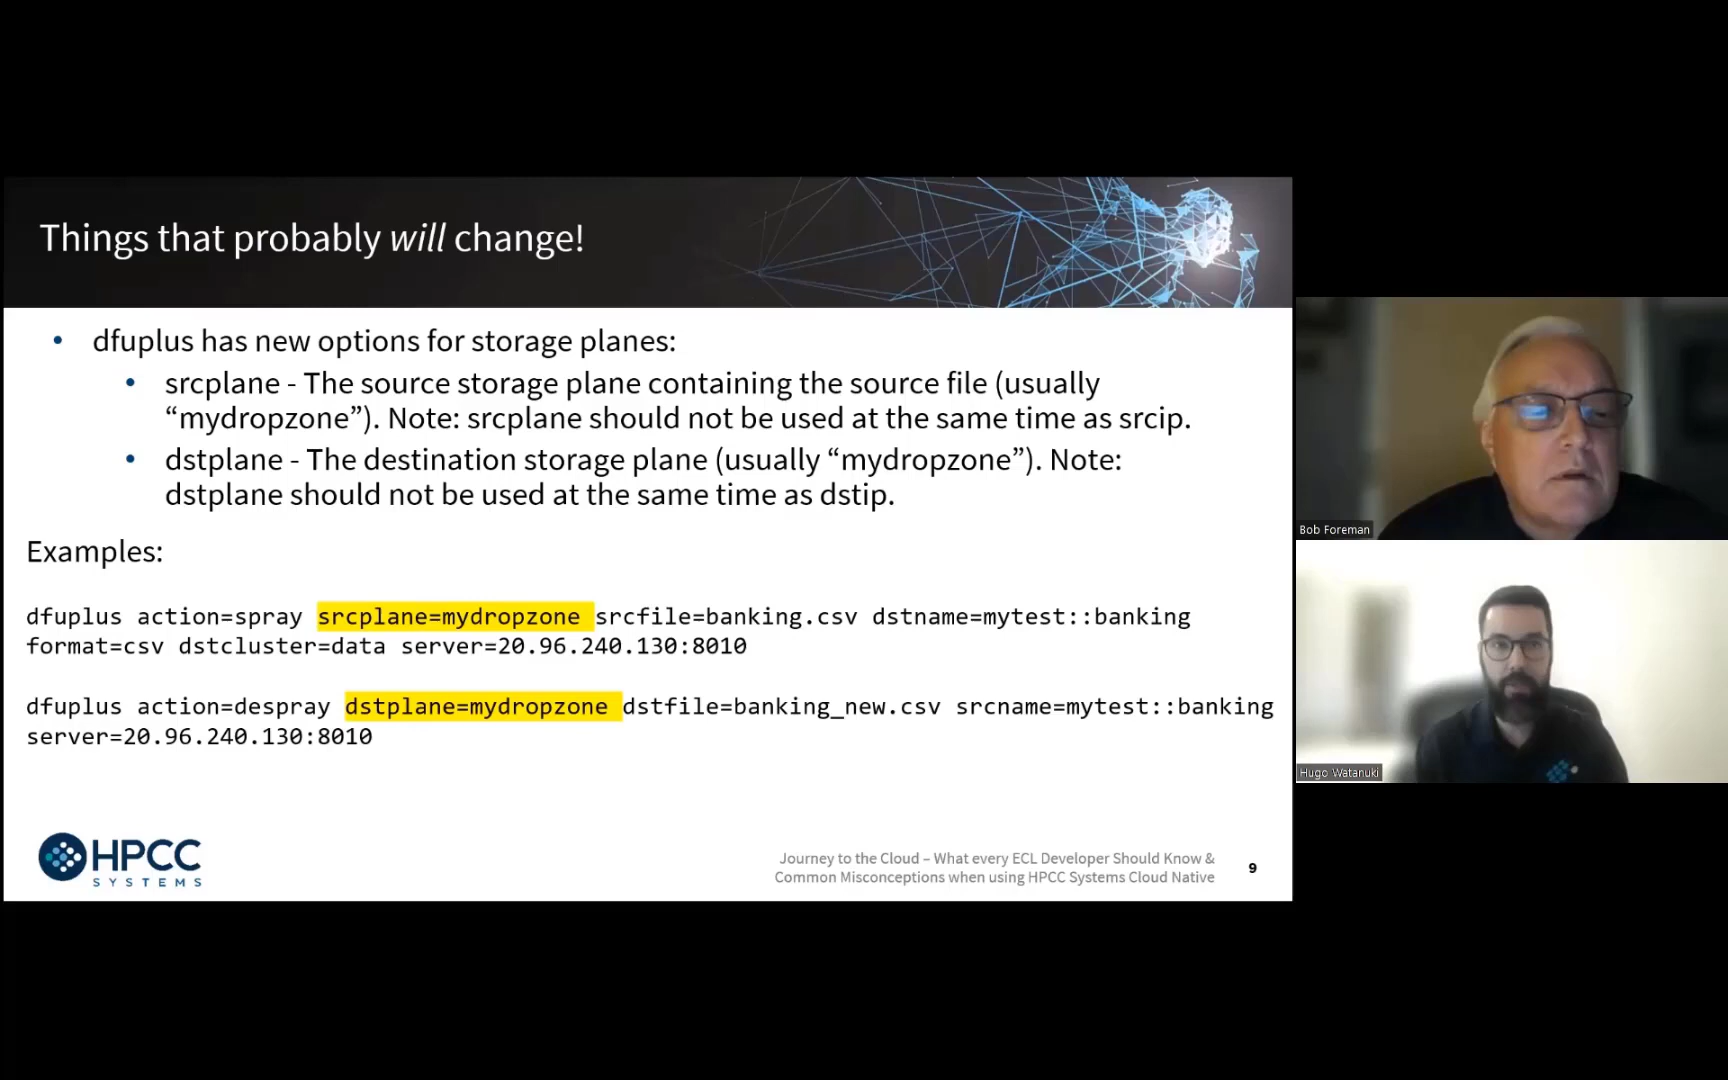 Things that probably will change!
• dfuplus has new options for storage planes:
• srcplane - The source storage plane containing the source file (usually
“mydropzone”). Note: srcplane should not be used at the same time as srcip.
• dstplane - The destination storage plane (usually “mydropzone”). Note:
dstplane should not be used at the same time as dstip.
Examples:
dfuplus action=spray srcplane=mydropzone srcfile=banking.csv dstname=mytest::banking
format=csv dstcluster=data server=20.96.240.130:8010
dfuplus action=despray dstplane=mydropzone dstfile=banking_new.csv srcname=mytest::banking
server=20.96.240.130:8010
HPCC
SYSTEMS
Journey to the Cloud – What every ECL Developer Should Know &
Common Misconceptions when using HPCC Systems Cloud Native
9
Bob Foreman
Hugo Watanuki